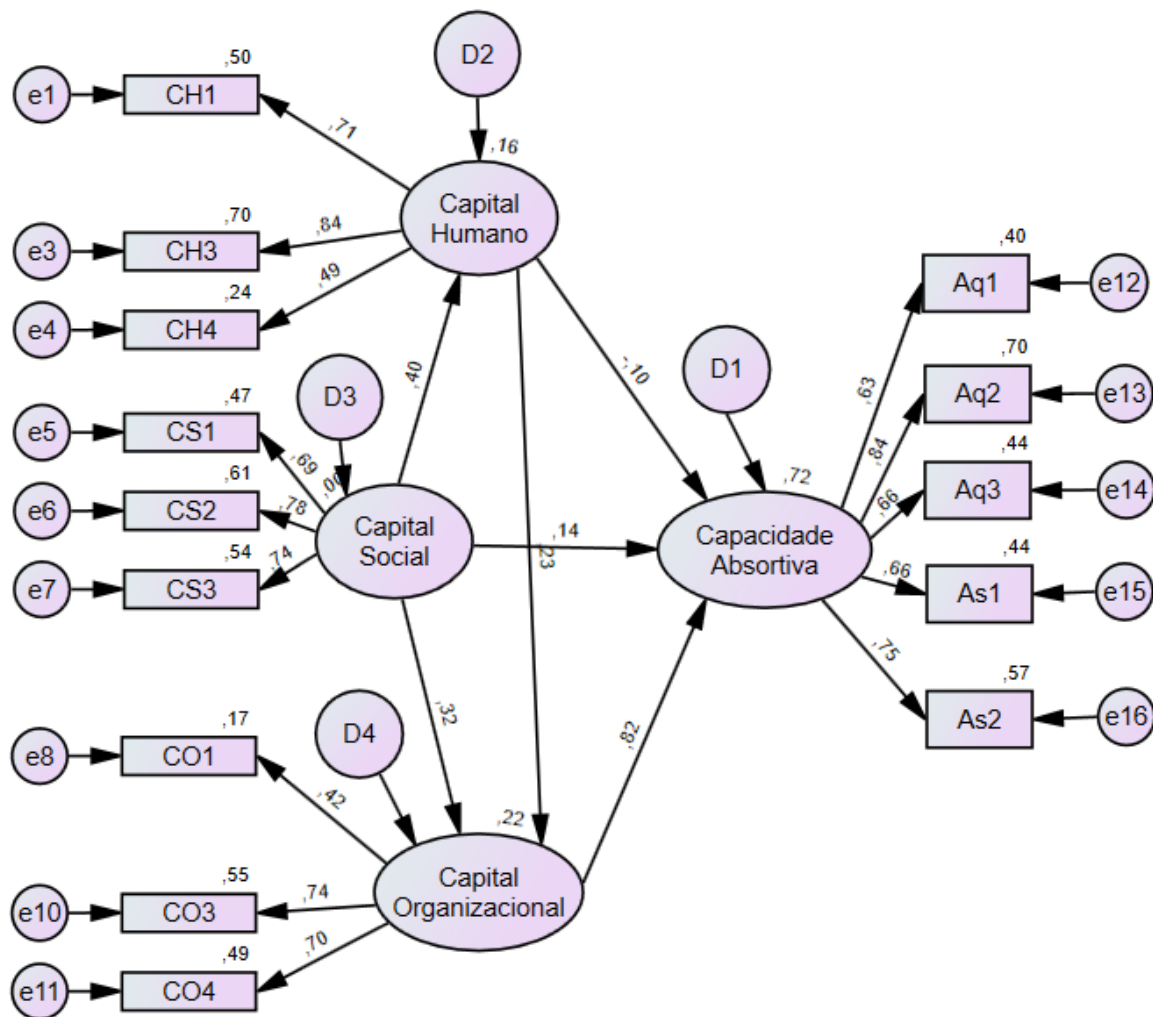 D2
,50
e1
CH1
,71
,16
Capital
Humano
,70
e3
CH3
,84
,24
e4
CH4
,49
,40
,40
Aq1
e12
D3
-,10
D1
,63
,70
Aq2
e13
,84
,47
e5
CS1
,69
,61
e6
CS2
,78
,54
e7
CS3
,74
Capital
Social
,14
,23
,72
Capacidade
Absortiva
,44
Aq3
e14
,66
,44
As1
e15
,66
,75
,57
As2
e16
,32
,82
D4
,17
e8
CO1
,42
,22
Capital
Organizacional
,55
e10
CO3
,74
,49
e11
CO4
,70